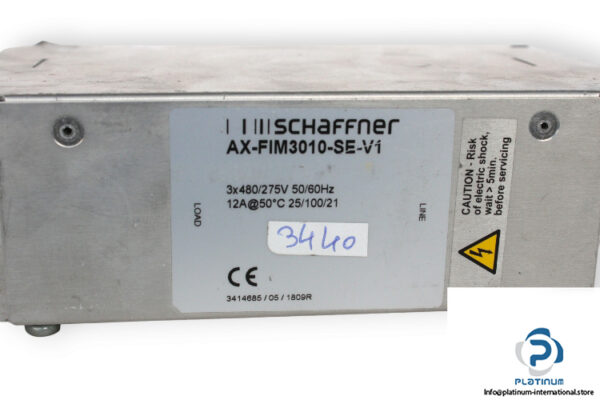 schaffner
AX-FIM3010-SE-V1
3x480/275V 50/60Hz
12A@50°C 25/100/21
LOAD
LINE
3440
CE
3414685 / 05 / 1809R
CAUTION - Risk
of electric shock,
wait > 5min.
before servicing
PLATINUM
Info@platinum-international.store